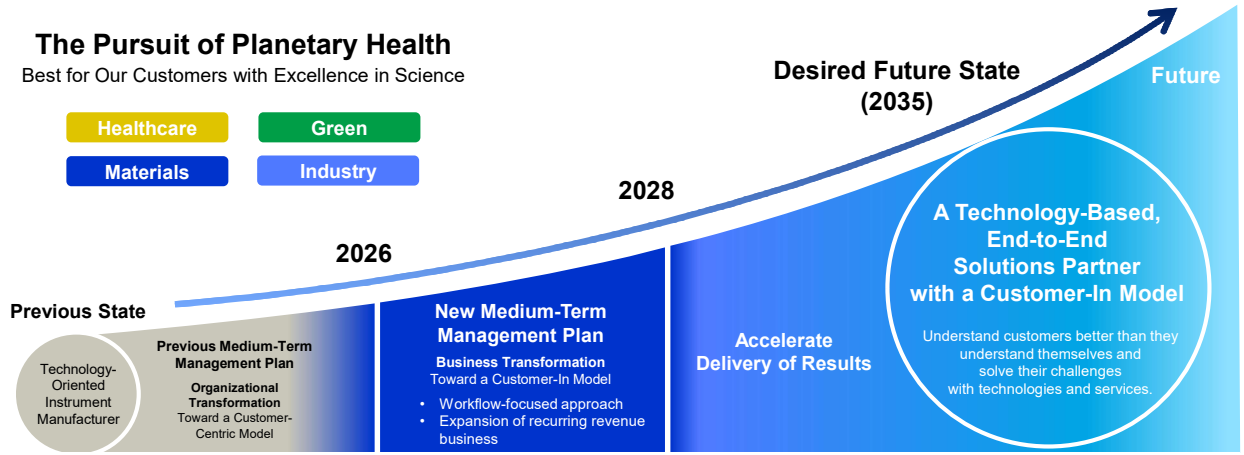 The Pursuit of Planetary Health
Best for Our Customers with Excellence in Science
Healthcare
Green
Materials
Industry
Previous State
Technology-
Oriented
Instrument
Manufacturer
Previous Medium-Term
Management Plan
Organizational
Transformation
Toward a Customer-
Centric Model
2026
New Medium-Term
Management Plan
Business Transformation
Toward a Customer-In Model
• Workflow-focused approach
• Expansion of recurring revenue
business
2028
Accelerate
Delivery of Results
Desired Future State
(2035)
Future
A Technology-Based,
End-to-End
Solutions Partner
with a Customer-In Model
Understand customers better than they
understand themselves and
solve their challenges
with technologies and services.